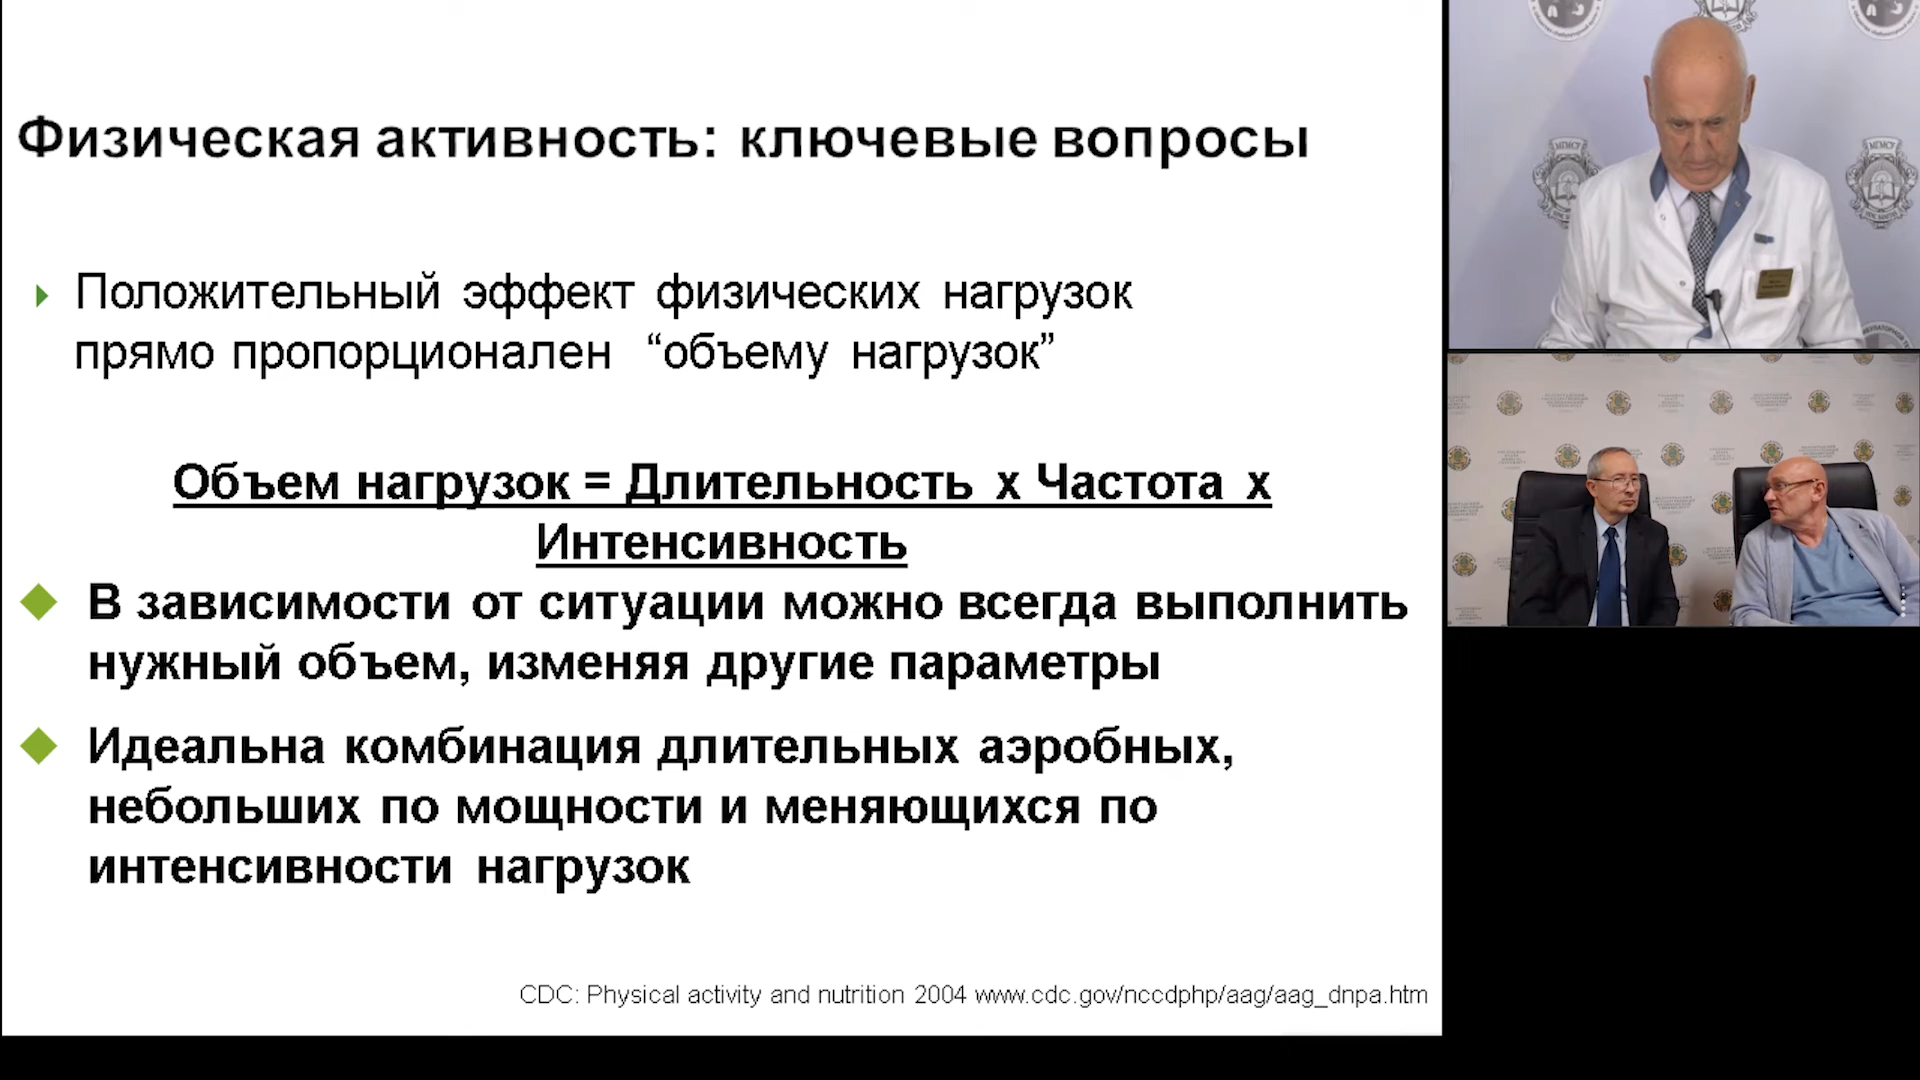 Физическая активность: ключевые вопросы
Положительный эффект физических нагрузок
прямо пропорционален “объему нагрузок”
Объем нагрузок = Длительность х Частота х
Интенсивность
В зависимости от ситуации можно всегда выполнить
нужный объем, изменяя другие параметры
Идеальна комбинация длительных аэробных,
небольших по мощности и меняющихся по
интенсивности нагрузок
CDC: Physical activity and nutrition 2004 www.cdc.gov/nccdphp/aag/aag_dnpa.htm
МГМСУ
МГМСУ